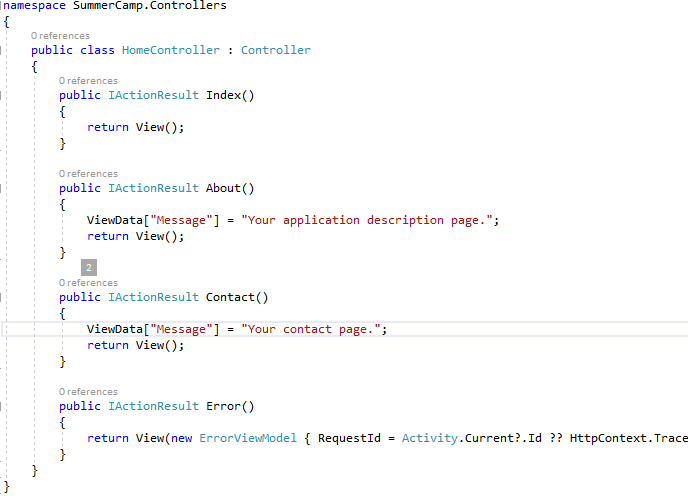 namespace SummerCamp.Controllers
{
0 references
public class HomeController : Controller
{
0 references
public IActionResult Index()
{
return View();
}
0 references
public IActionResult About()
{
ViewData["Message"] = "Your application description page.";
return View();
}
2
0 references
public IActionResult Contact()
{
ViewData["Message"] = "Your contact page.";
return View();
}
0 references
public IActionResult Error()
{
return View(new ErrorViewModel { RequestId = Activity.Current?.Id ?? HttpContext.Trace
}
}
}